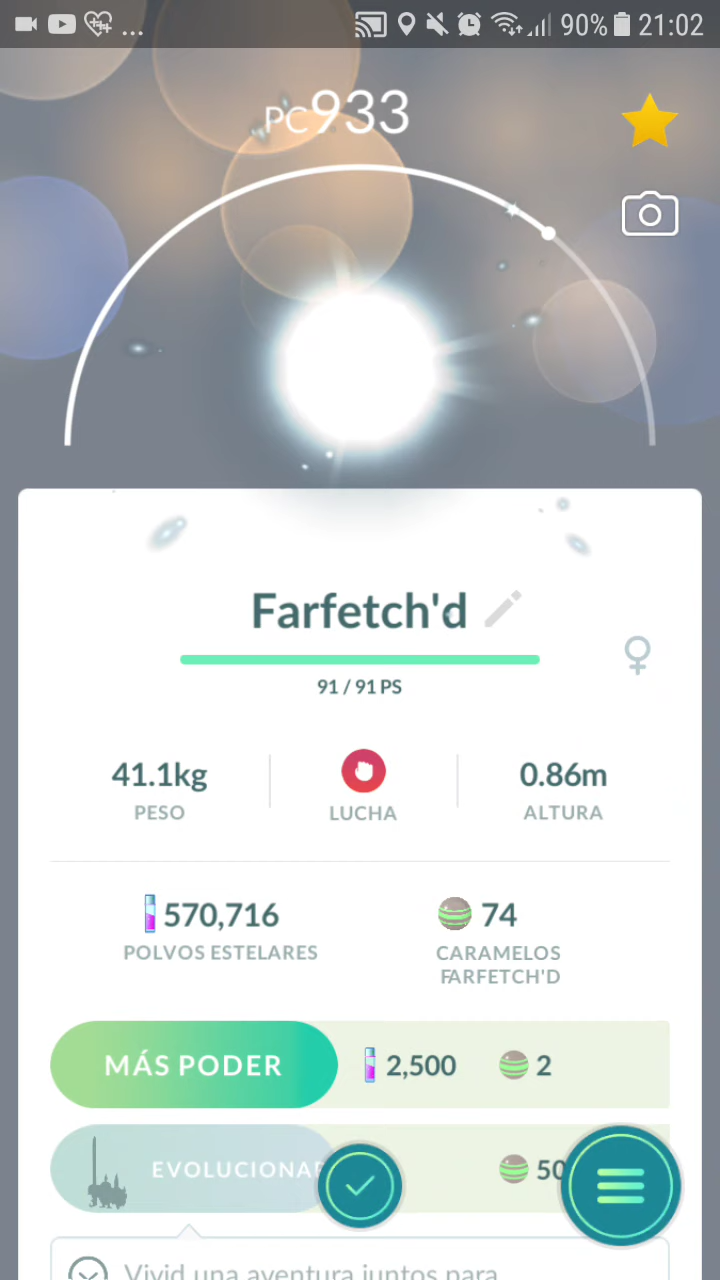 ... 90% 21:02
PC933
Farfetch'd
91 / 91 PS
41.1kg LUCHA 0.86m
PESO ALTURA
570,716 74
POLVOS ESTELARES CARAMELOS
FARFETCH'D
MÁS PODER 2,500 2
EVOLUCIONAR 50
Vivid una aventura juntos para